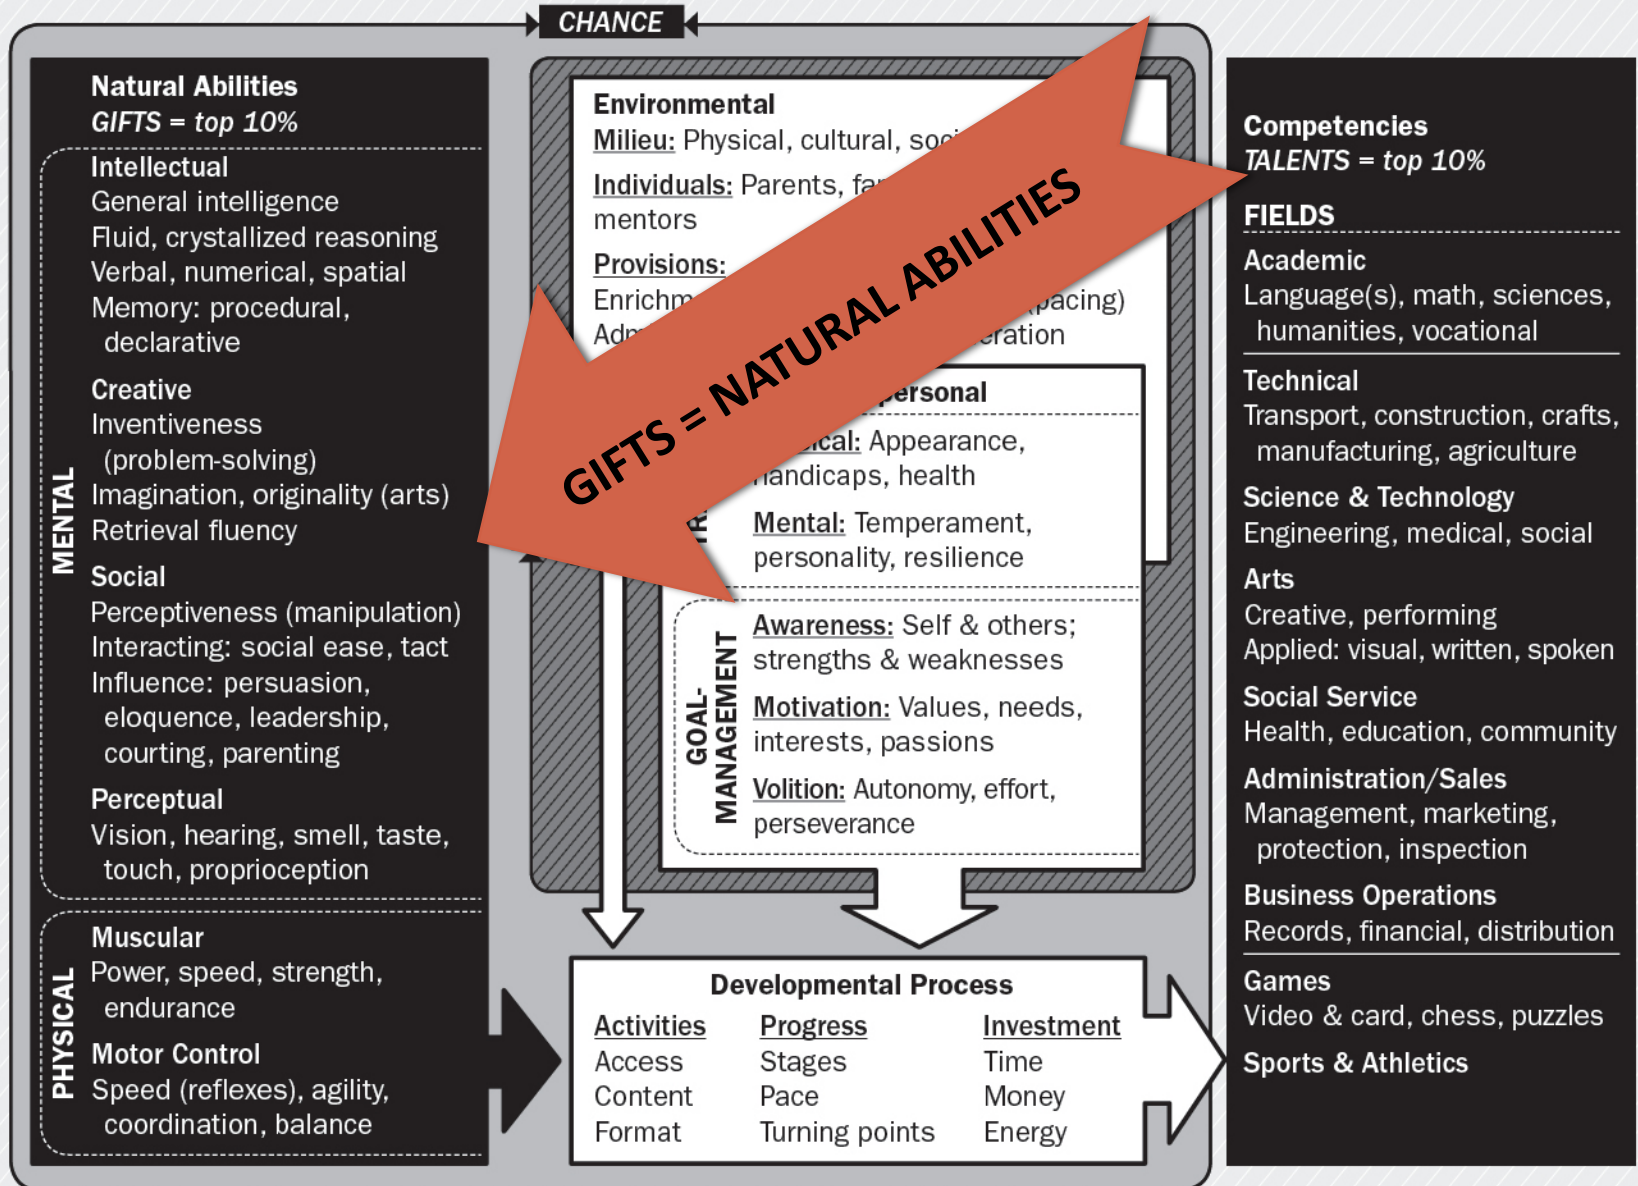 CHANCE
Natural Abilities
GIFTS = top 10%
MENTAL
Intellectual
General intelligence
Fluid, crystallized reasoning
Verbal, numerical, spatial
Memory: procedural,
declarative
Creative
Inventiveness
(problem-solving)
Imagination, originality (arts)
Retrieval fluency
Social
Perceptiveness (manipulation)
Interacting: social ease, tact
Influence: persuasion,
eloquence, leadership,
courting, parenting
Perceptual
Vision, hearing, smell, taste,
touch, proprioception
PHYSICAL
Muscular
Power, speed, strength,
endurance
Motor Control
Speed (reflexes), agility,
coordination, balance
Environmental
Milieu: Physical, cultural,
Individuals: Parents,
mentors
Provisions:
pacing)
GIFTS = NATURAL ABILITIES
personal
Appearance,
handicaps, health
Mental: Temperament,
personality, resilience
GOAL-
MANAGEMENT
Awareness: Self & others;
strengths & weaknesses
Motivation: Values, needs,
interests, passions
Volition: Autonomy, effort,
perseverance
Developmental Process
Activities
Access
Content
Format
Progress
Stages
Pace
Turning points
Investment
Time
Money
Energy
Competencies
TALENTS = top 10%
FIELDS
Academic
Language(s), math, sciences,
humanities, vocational
Technical
Transport, construction, crafts,
manufacturing, agriculture
Science & Technology
Engineering, medical, social
Arts
Creative, performing
Applied: visual, written, spoken
Social Service
Health, education, community
Administration/Sales
Management, marketing,
protection, inspection
Business Operations
Records, financial, distribution
Games
Video & card, chess, puzzles
Sports & Athletics